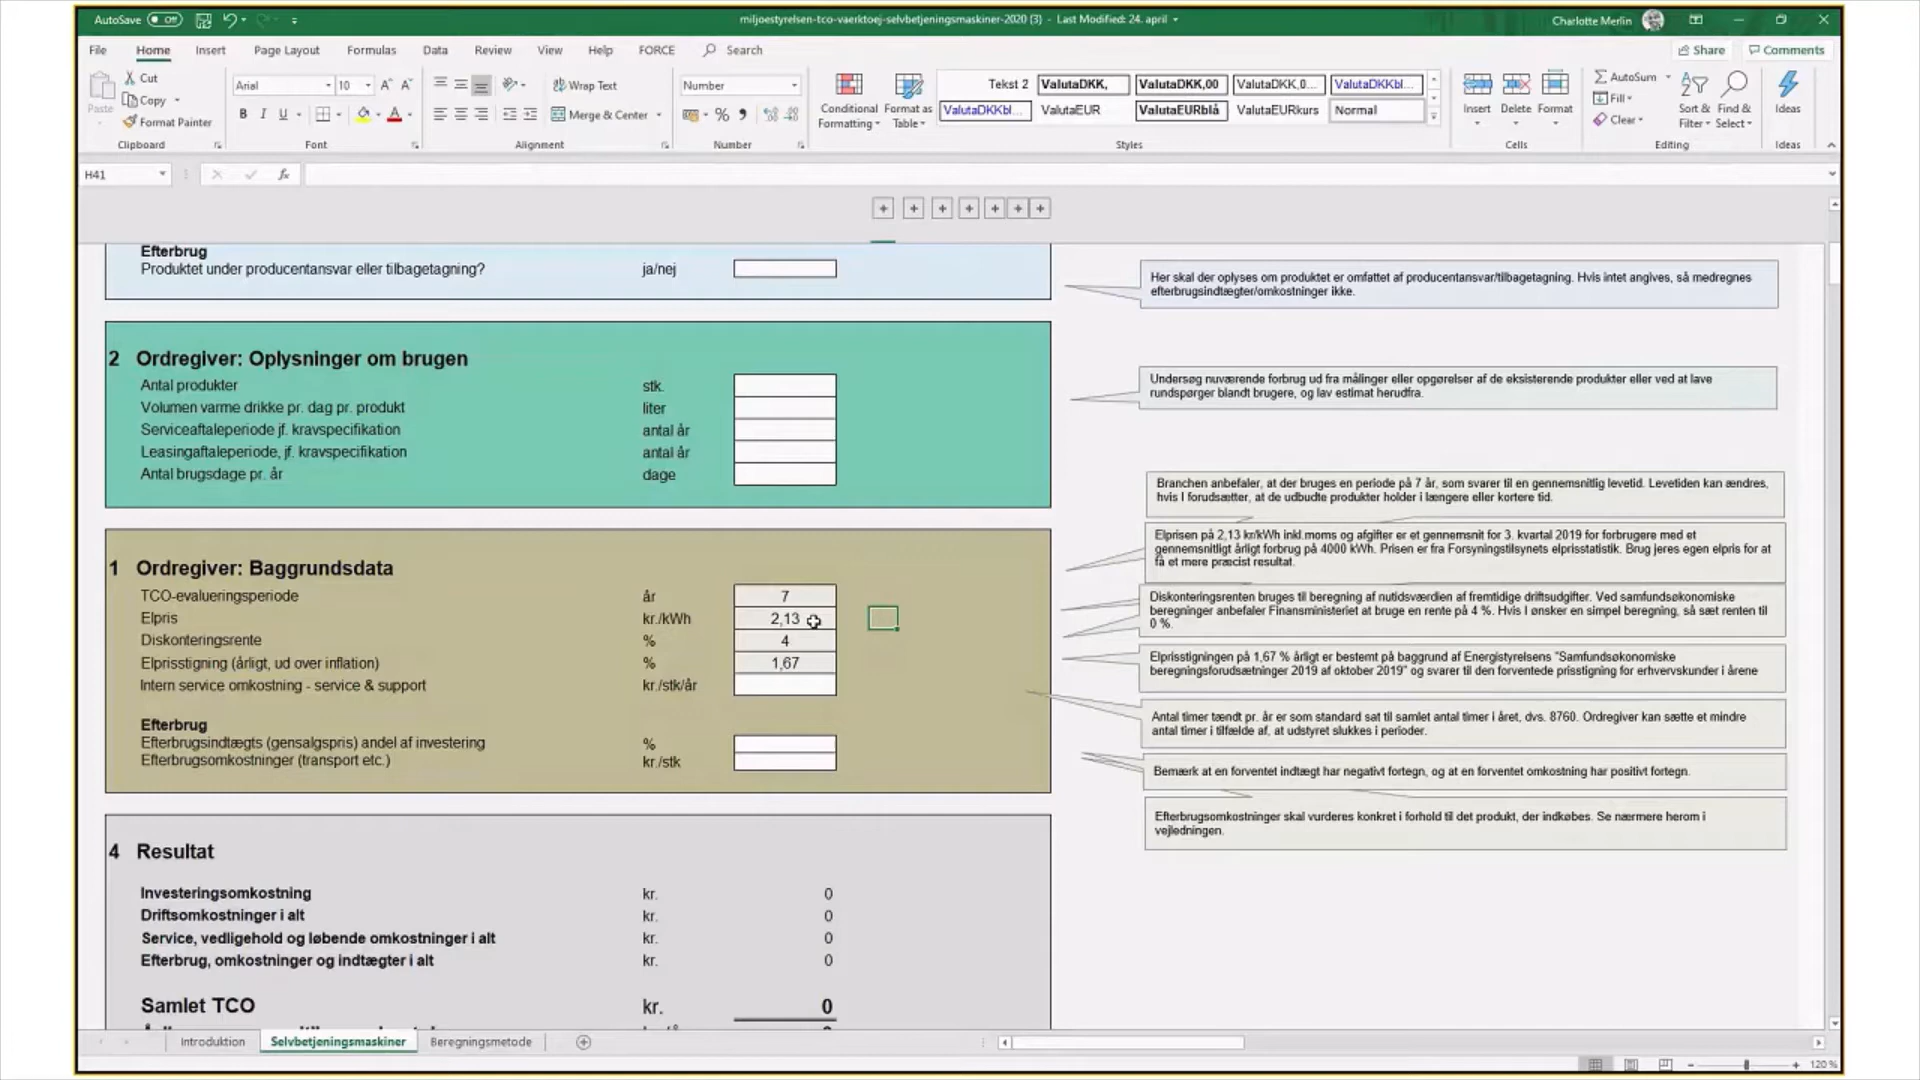 AutoSave Off
miljoestyrelsen-tco-vaerktoej-selvbetjeningsmaskiner-2020 (3) - Last Modified: 24. april
Charlotte Merlin
File Home Insert Page Layout Formulas Data Review View Help FORCE Search
Share Comments
Paste
Cut
Copy
Format Painter
Clipboard
Arial 10
B I U
Font
Wrap Text
Merge & Center
Alignment
Number
Number
Conditional Formatting
Format as Table
Tekst 2 ValutaDKK, ValutaDKK,00 ValutaDKK,0... ValutaDKKbl...
ValutaDKKbl... ValutaEUR ValutaEURblå ValutaEURkurs Normal
Styles
Insert Delete Format
Cells
AutoSum
Fill
Clear
Sort & Filter
Find & Select
Editing
Ideas
Ideas
H41
fx
Efterbrug
Produktet under producentansvar eller tilbagetagning? ja/nej
Her skal der oplyses om produktet er omfattet af producentansvar/tilbagetagning. Hvis intet angives, så medregnes
efterbrugsindtægter/omkostninger ikke.
2 Ordregiver: Oplysninger om brugen
Antal produkter stk.
Volumen varme drikke pr. dag pr. produkt liter
Serviceaftaleperiode jf. kravspecifikation antal år
Leasingaftaleperiode, jf. kravspecifikation antal år
Antal brugsdage pr. år dage
Undersøg nuværende forbrug ud fra målinger eller opgørelser af de eksisterende produkter eller ved at lave
rundspørger blandt brugere, og lav estimat herudfra.
1 Ordregiver: Baggrundsdata
TCO-evalueringsperiode år 7
Elpris kr./kWh 2,13
Diskonteringsrente % 4
Elprisstigning (årligt, ud over inflation) % 1,67
Intern service omkostning - service & support kr./stk/år
Efterbrug
Efterbrugsindtægts (gensalgspris) andel af investering %
Efterbrugsomkostninger (transport etc.) kr./stk
Branchen anbefaler, at der bruges en periode på 7 år, som svarer til en gennemsnitlig levetid. Levetiden kan ændres,
hvis I forudsætter, at de udbudte produkter holder i længere eller kortere tid.
Elprisen på 2,13 kr/kWh inkl.moms og afgifter er et gennemsnit for 3. kvartal 2019 for forbrugere med et
gennemsnitligt årligt forbrug på 4000 kWh. Prisen er fra Forsyningstilsynets elprisstatistik. Brug jeres egen elpris for at
få et mere præcist resultat.
Diskonteringsrenten bruges til beregning af nutidsværdien af fremtidige driftsudgifter. Ved samfundsøkonomiske
beregninger anbefaler Finansministeriet at bruge en rente på 4 %. Hvis I ønsker en simpel beregning, så sæt renten til
0 %.
Elprisstigningen på 1,67 % årligt er bestemt på baggrund af Energistyrelsens "Samfundsøkonomiske
beregningsforudsætninger 2019 af oktober 2019" og svarer til den forventede prisstigning for erhvervskunder i årene
Antal timer tændt pr. år er som standard sat til samlet antal timer i året, dvs. 8760. Ordregiver kan sætte et mindre
antal timer i tilfælde af, at udstyret slukkes i perioder.
Bemærk at en forventet indtægt har negativt fortegn, og at en forventet omkostning har positivt fortegn.
Efterbrugsomkostninger skal vurderes konkret i forhold til det produkt, der indkøbes. Se nærmere herom i
vejledningen.
4 Resultat
Investeringsomkostning kr. 0
Driftsomkostninger i alt kr. 0
Service, vedligehold og løbende omkostninger i alt kr. 0
Efterbrug, omkostninger og indtægter i alt kr. 0
Samlet TCO kr. 0
Introduktion Selvbetjeningsmaskiner Beregningsmetode
120 %